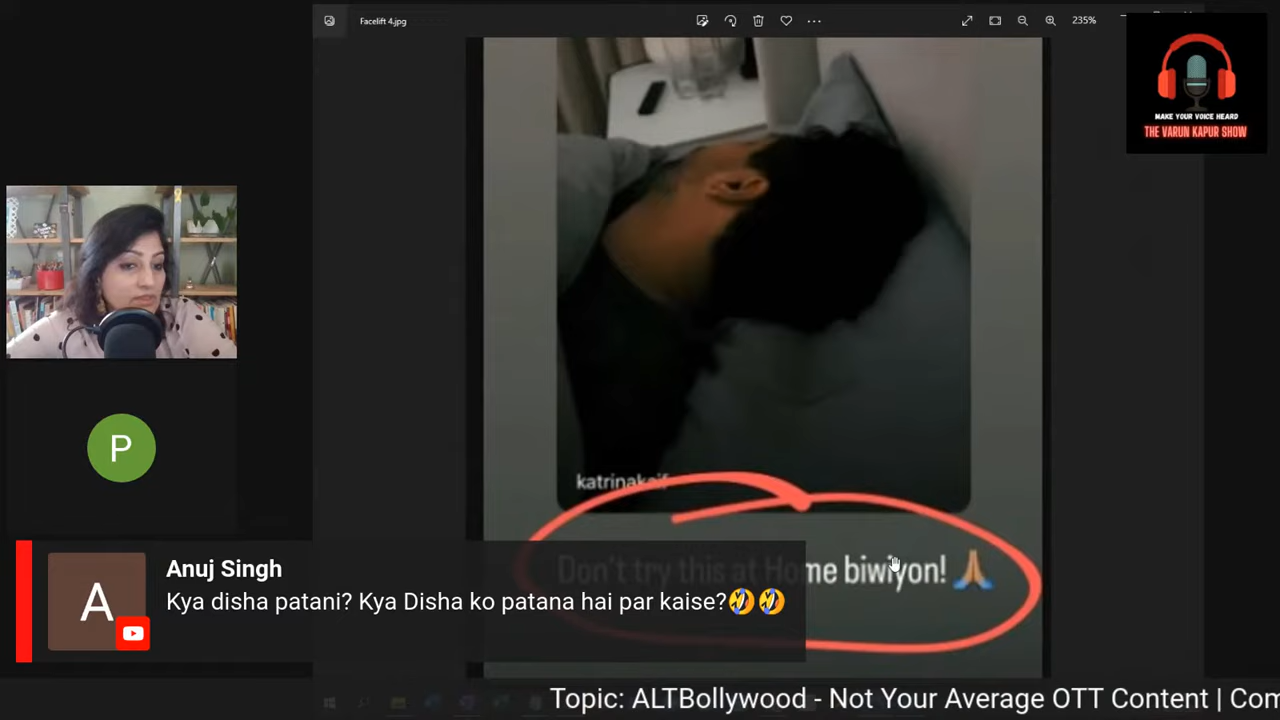 Facelift 4.jpg
235%
MAKE YOUR VOICE HEARD
THE VARUN KAPUR SHOW
katrinakaif
Don't try this at Home biwiyon! 🙏
P
A
Anuj Singh
Kya disha patani? Kya Disha ko patana hai par kaise?🤣🤣
Topic: ALTBollywood - Not Your Average OTT Content | Com